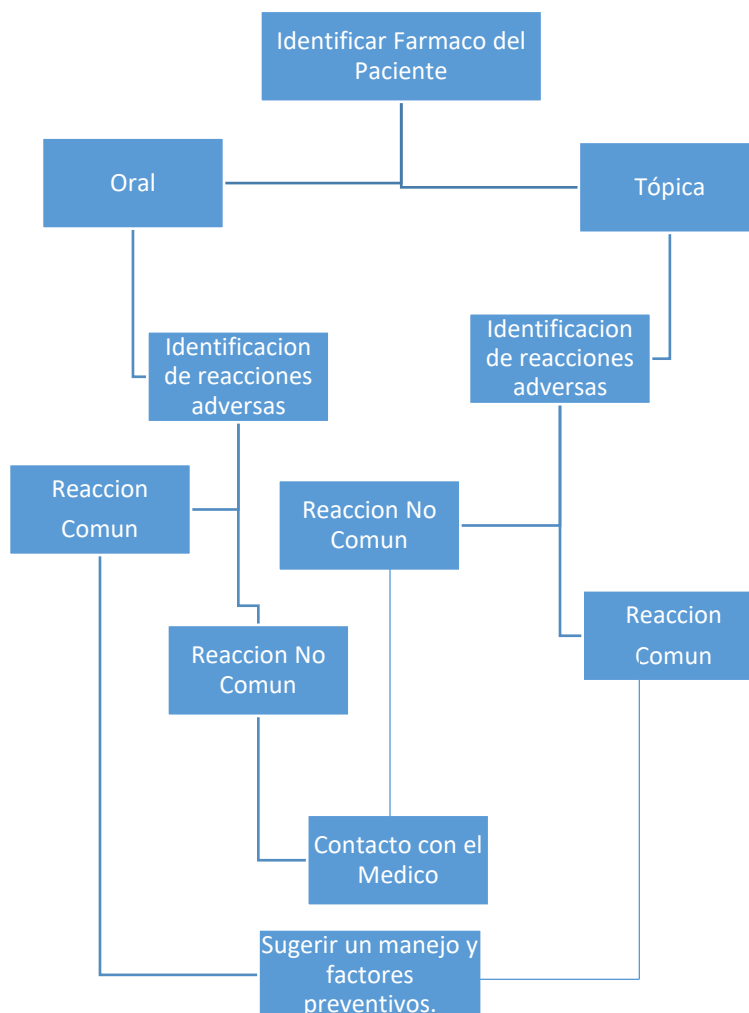 Identificar Farmaco del
Paciente
Oral
Tópica
Identificacion
de reacciones
adversas
Identificacion
de reacciones
adversas
Reaccion
Comun
Reaccion No
Comun
Reaccion
Comun
Reaccion No
Comun
Contacto con el
Medico
Sugerir un manejo y
factores
preventivos.